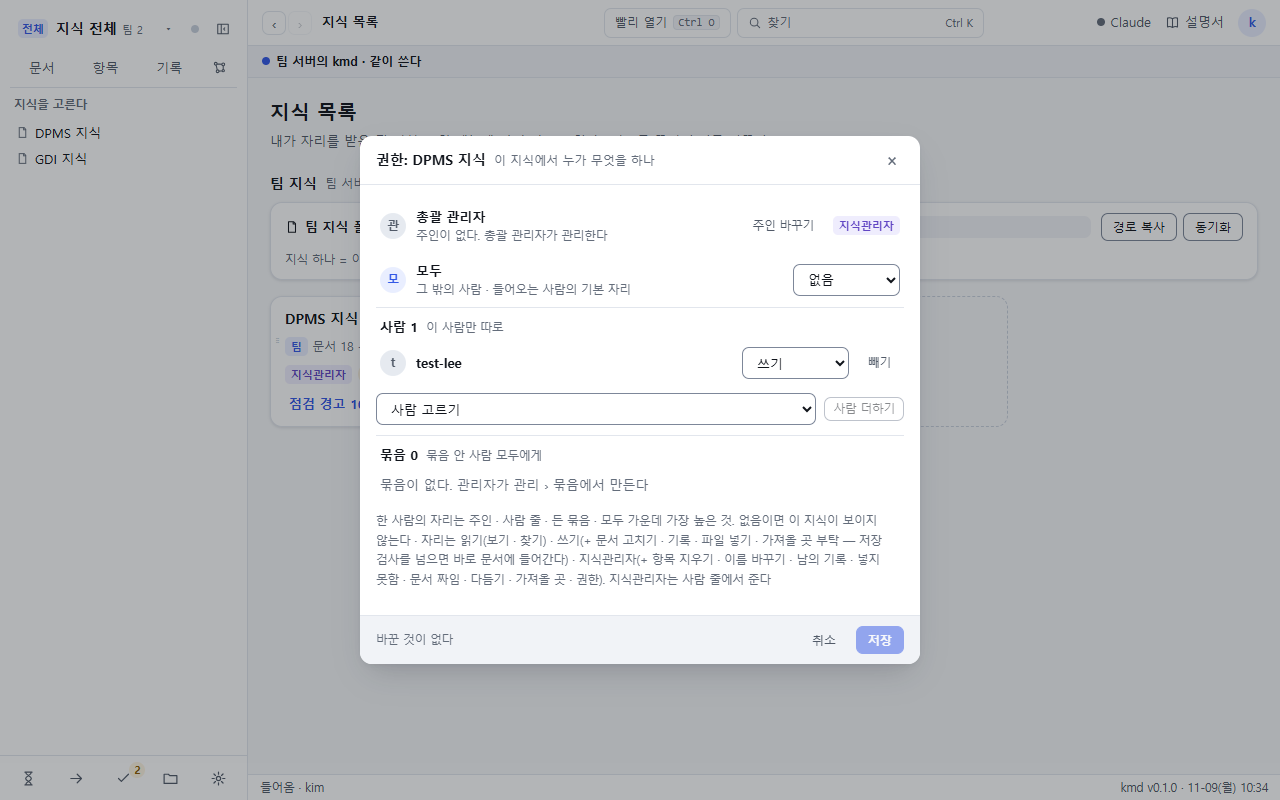 전체 지식 전체 팀 2
지식 목록
빨리 열기 Ctrl O
찾기 Ctrl K
Claude
설명서
k
문서 항목 기록
팀 서버의 kmd · 같이 쓴다
지식을 고른다
DPMS 지식
GDI 지식
지식 목록
내가 자리를 받은
팀 지식 팀 서버
팀 지식 폴
경로 복사 동기화
지식 하나 =
DPMS 지식
팀 문서 18
지식관리자
점검 경고
권한: DPMS 지식 이 지식에서 누가 무엇을 하나
×
관 총괄 관리자
주인이 없다. 총괄 관리자가 관리한다
주인 바꾸기 지식관리자
모 모두
그 밖의 사람 · 들어오는 사람의 기본 자리
없음
사람 1 이 사람만 따로
t test-lee 쓰기 빼기
사람 고르기 사람 더하기
묶음 0 묶음 안 사람 모두에게
묶음이 없다. 관리자가 관리 › 묶음에서 만든다
한 사람의 자리는 주인 · 사람 줄 · 든 묶음 · 모두 가운데 가장 높은 것. 없음이면 이 지식이 보이지
않는다 · 자리는 읽기(보기 · 찾기) · 쓰기(+ 문서 고치기 · 기록 · 파일 넣기 · 가져올 곳 부탁 — 저장
검사를 넘으면 바로 문서에 들어간다) · 지식관리자(+ 항목 지우기 · 이름 바꾸기 · 남의 기록 · 넣지
못함 · 문서 짜임 · 다듬기 · 가져올 곳 · 권한). 지식관리자는 사람 줄에서 준다
바꾼 것이 없다 취소 저장
2
들어옴 · kim
kmd v0.1.0 · 11-09(월) 10:34